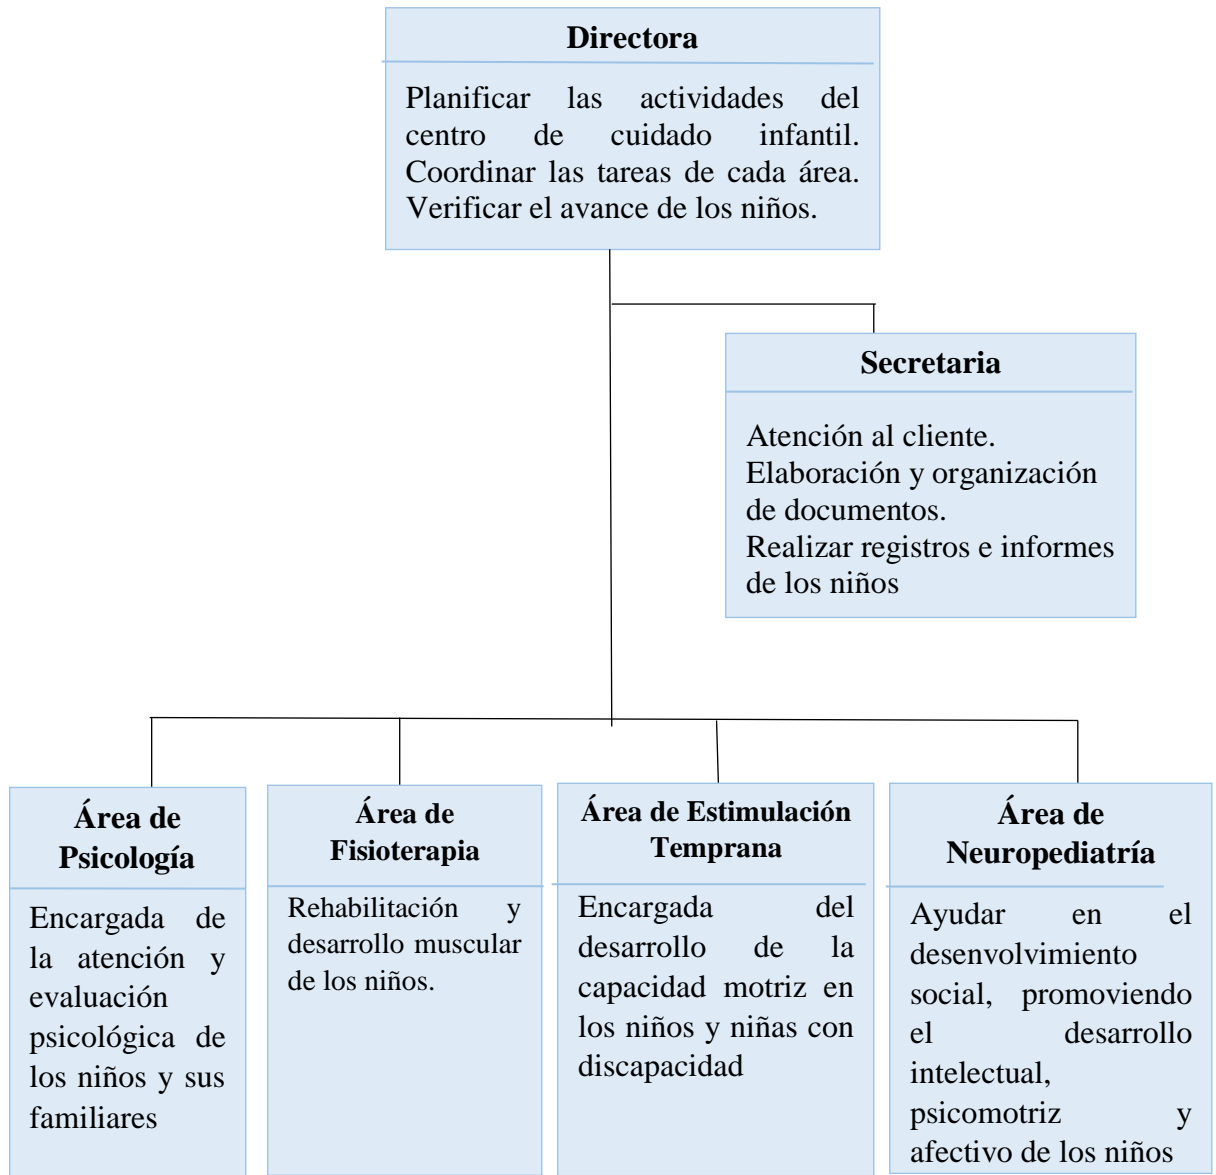 Directora
Planificar las actividades del
centro de cuidado infantil.
Coordinar las tareas de cada área.
Verificar el avance de los niños.
Secretaria
Atención al cliente.
Elaboración y organización
de documentos.
Realizar registros e informes
de los niños
Área de
Psicología
Encargada de
la atención y
evaluación
psicológica de
los niños y sus
familiares
Área de
Fisioterapia
Rehabilitación y
desarrollo muscular
de los niños.
Área de Estimulación
Temprana
Encargada del
desarrollo de la
capacidad motriz en
los niños y niñas con
discapacidad
Área de
Neuropediatría
Ayudar en el
desenvolvimiento
social, promoviendo
el desarrollo
intelectual,
psicomotriz y
afectivo de los niños